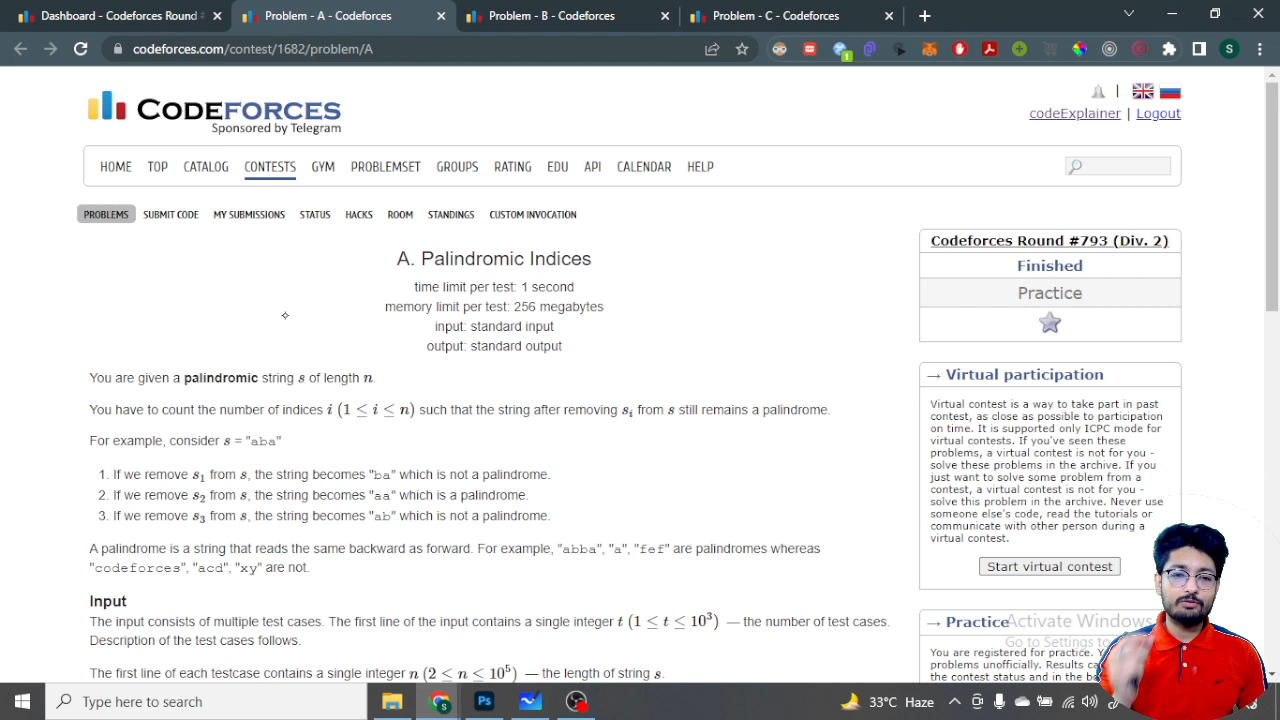 Dashboard - Codeforces Round #
Problem - A - Codeforces
Problem - B - Codeforces
Problem - C - Codeforces
codeforces.com/contest/1682/problem/A
1
S
CODEFORCES
Sponsored by Telegram
codeExplainer | Logout
HOME TOP CATALOG CONTESTS GYM PROBLEMSET GROUPS RATING EDU API CALENDAR HELP
PROBLEMS SUBMIT CODE MY SUBMISSIONS STATUS HACKS ROOM STANDINGS CUSTOM INVOCATION
A. Palindromic Indices
time limit per test: 1 second
memory limit per test: 256 megabytes
input: standard input
output: standard output
You are given a palindromic string s of length n.
You have to count the number of indices i (1 ≤ i ≤ n) such that the string after removing s_i from s still remains a palindrome.
For example, consider s = "aba"
1. If we remove s_1 from s, the string becomes "ba" which is not a palindrome.
2. If we remove s_2 from s, the string becomes "aa" which is a palindrome.
3. If we remove s_3 from s, the string becomes "ab" which is not a palindrome.
A palindrome is a string that reads the same backward as forward. For example, "abba", "a", "fef" are palindromes whereas
"codeforces", "acd", "xy" are not.
Input
The input consists of multiple test cases. The first line of the input contains a single integer t (1 ≤ t ≤ 10^3) — the number of test cases.
Description of the test cases follows.
The first line of each testcase contains a single integer n (2 ≤ n ≤ 10^5) — the length of string s.
Codeforces Round #793 (Div. 2)
Finished
Practice
→ Virtual participation
Virtual contest is a way to take part in past
contest, as close as possible to participation
on time. It is supported only ICPC mode for
virtual contests. If you've seen these
problems, a virtual contest is not for you -
solve these problems in the archive. If you
just want to solve some problem from a
contest, a virtual contest is not for you -
solve this problem in the archive. Never use
someone else's code, read the tutorials or
communicate with other person during a
virtual contest.
Start virtual contest
→ Practice
You are registered for practice. Y
problems unofficially. Results ca
the contest status and in the b
Activate Windows
Go to Settings to
Type here to search
33°C Haze